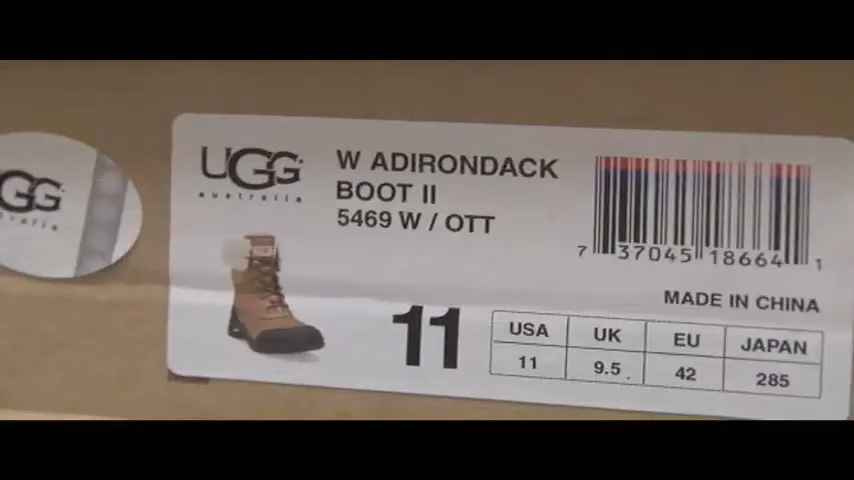 UGG
australia
W ADIRONDACK
BOOT II
5469 W / OTT
7 37045 18664 1
MADE IN CHINA
11
USA UK EU JAPAN
11 9.5 42 285
GG